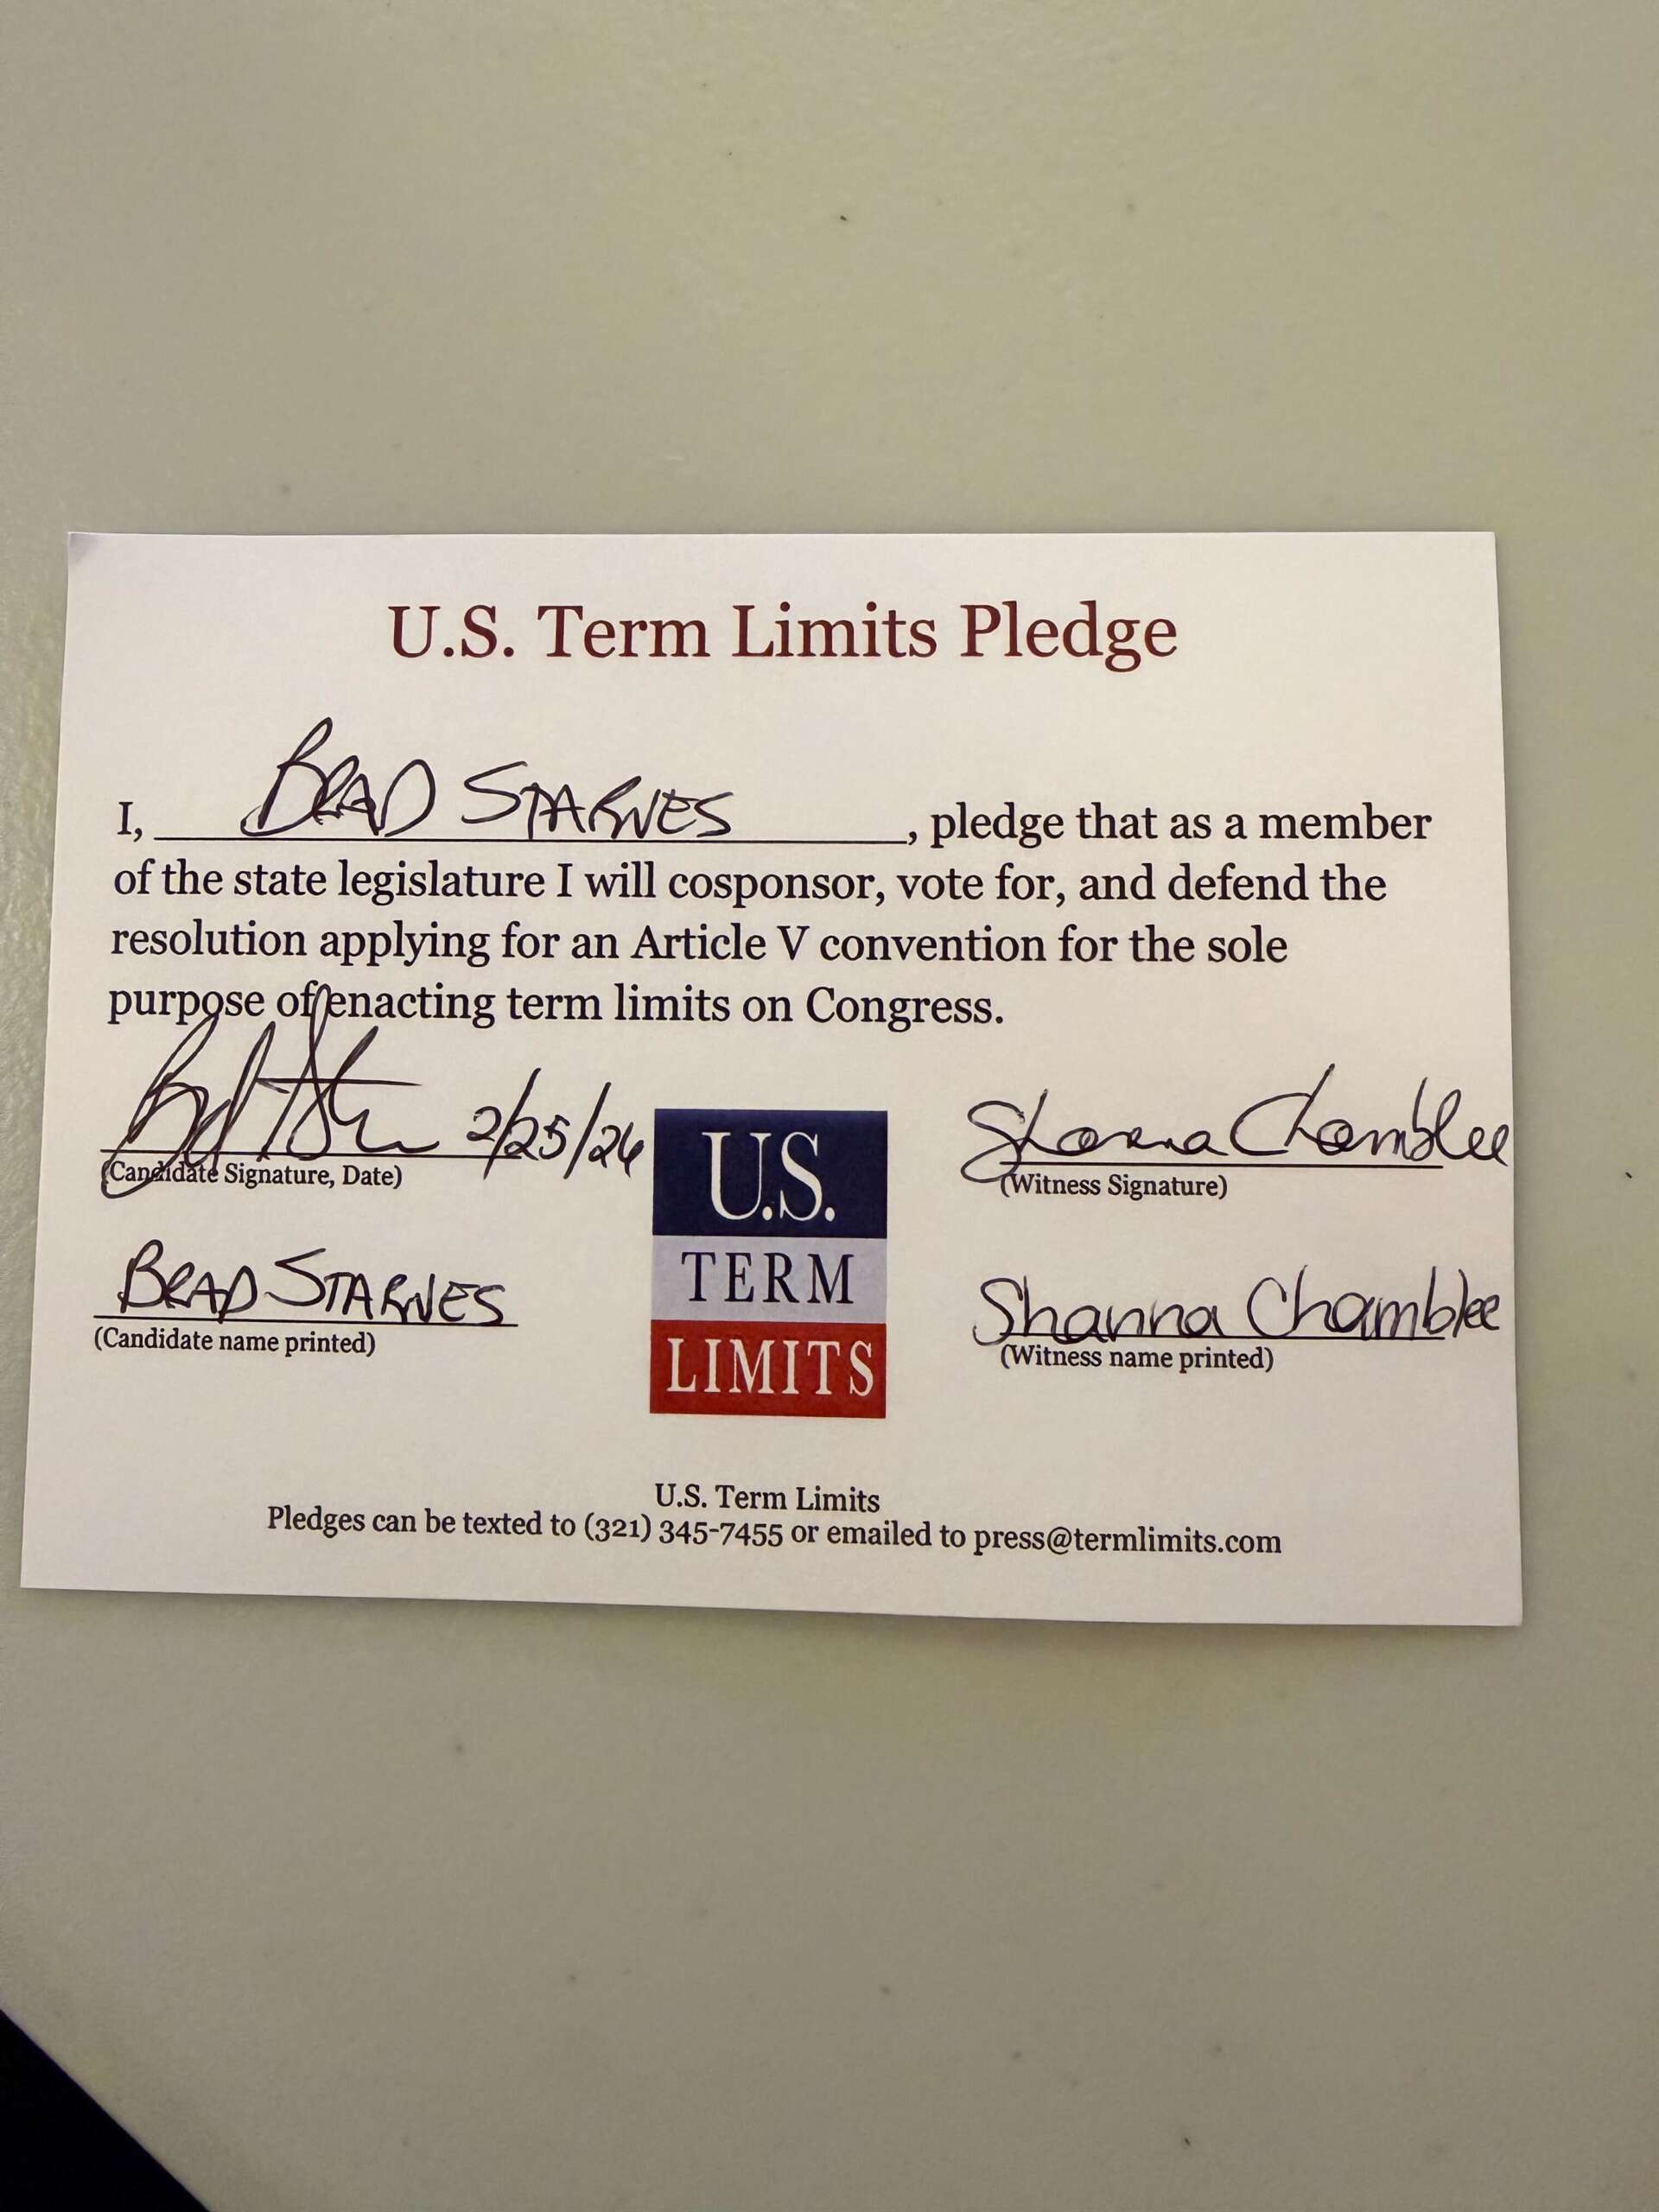 U.S. Term Limits Pledge
I, BRAD STARNES, pledge that as a member
of the state legislature I will cosponsor, vote for, and defend the
resolution applying for an Article V convention for the sole
purpose of enacting term limits on Congress.
2/25/26
(Candidate Signature, Date)
BRAD STARNES
(Candidate name printed)
U.S.
TERM
LIMITS
Shanna Chamblee
(Witness Signature)
Shanna Chamblee
(Witness name printed)
U.S. Term Limits
Pledges can be texted to (321) 345-7455 or emailed to press@termlimits.com